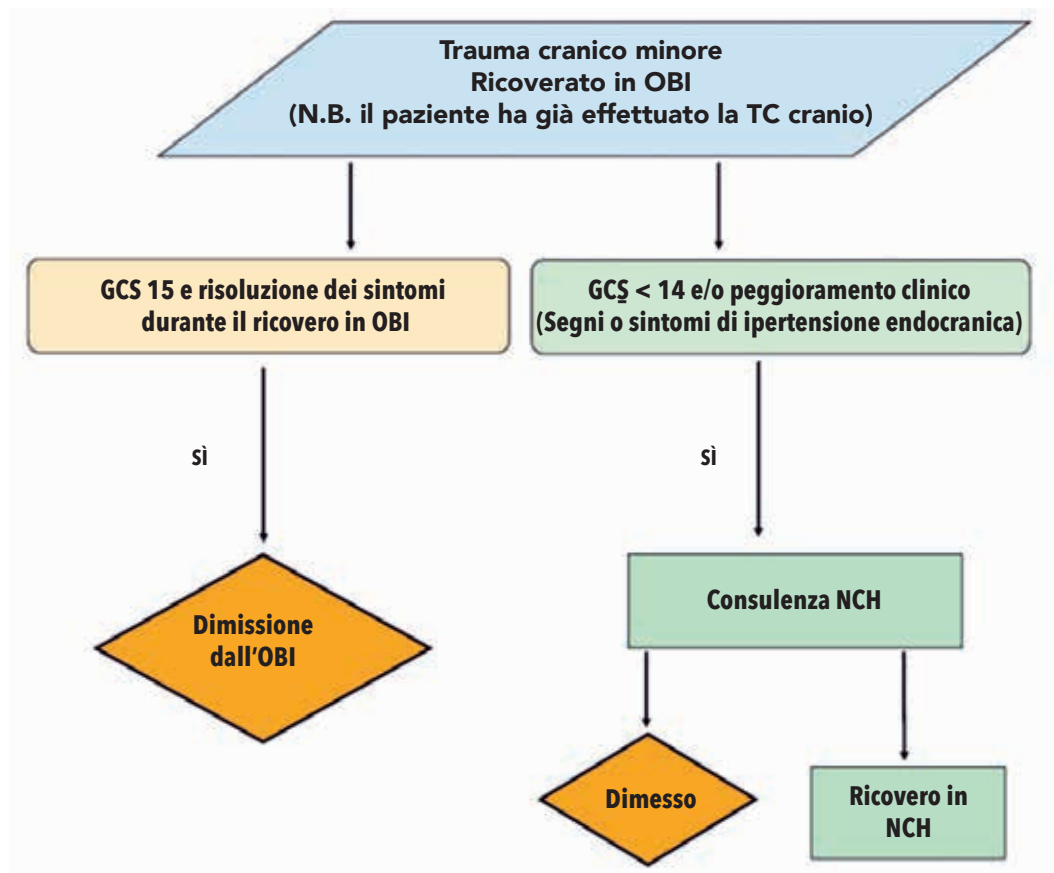 Trauma cranico minore
Ricoverato in OBI
(N.B. il paziente ha già effettuato la TC cranio)
GCS 15 e risoluzione dei sintomi
durante il ricovero in OBI
GCS̱ < 14 e/o peggioramento clinico
(Segni o sintomi di ipertensione endocranica)
SÌ
SÌ
Consulenza NCH
Dimissione
dall’OBI
Dimesso
Ricovero in
NCH